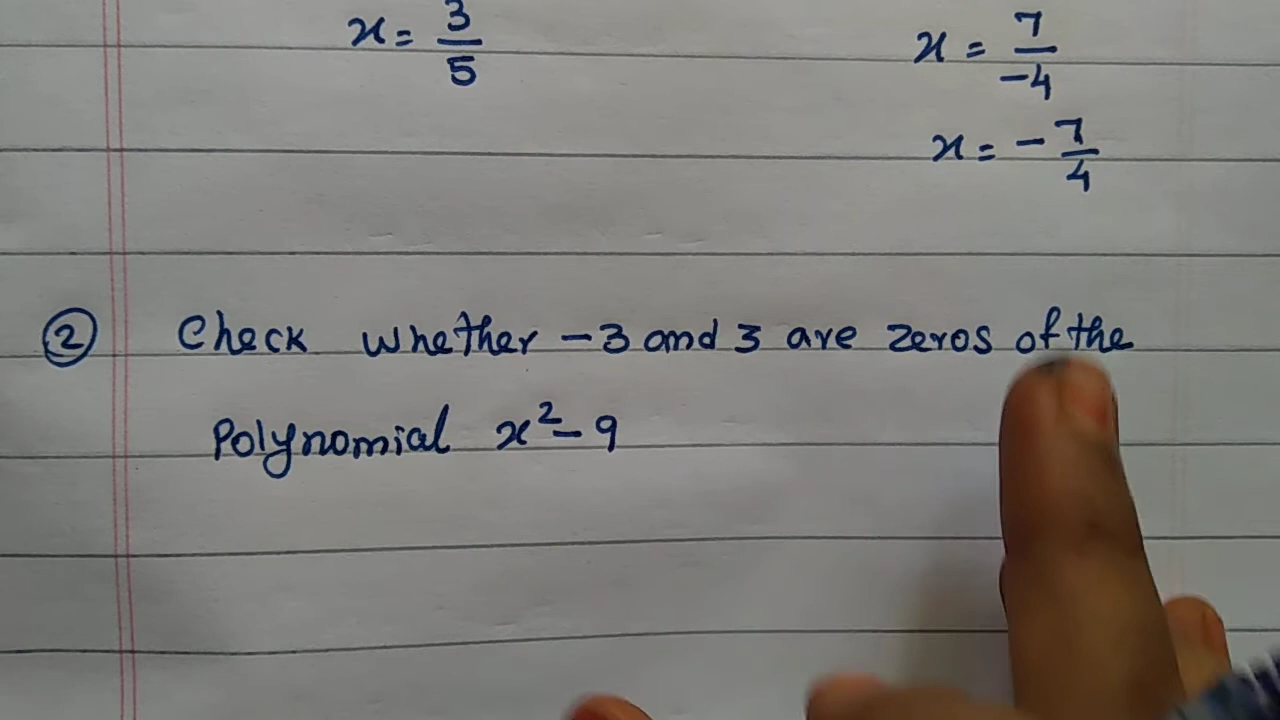 x = 3/5
x = 7/-4
x = - 7/4
② Check whether -3 and 3 are zeros of the
Polynomial x² - 9